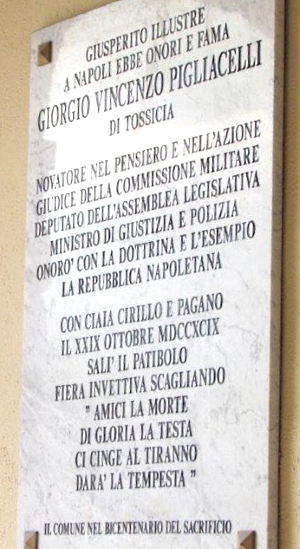 GIUSPERITO ILLUSTRE
A NAPOLI EBBE ONORI E FAMA
GIORGIO VINCENZO PIGLIACELLI
DI TOSSICIA
NOVATORE NEL PENSIERO E NELL'AZIONE
GIUDICE DELLA COMMISSIONE MILITARE
DEPUTATO DELL'ASSEMBLEA LEGISLATIVA
MINISTRO DI GIUSTIZIA E POLIZIA
ONORO' CON LA DOTTRINA E L'ESEMPIO
LA REPUBBLICA NAPOLETANA
CON CIAIA CIRILLO E PAGANO
IL XXIX OTTOBRE MDCCXCIX
SALI' IL PATIBOLO
FIERA INVETTIVA SCAGLIANDO
" AMICI LA MORTE
DI GLORIA LA TESTA
CI CINGE AL TIRANNO
DARA' LA TEMPESTA "
IL COMUNE NEL BICENTENARIO DEL SACRIFICIO